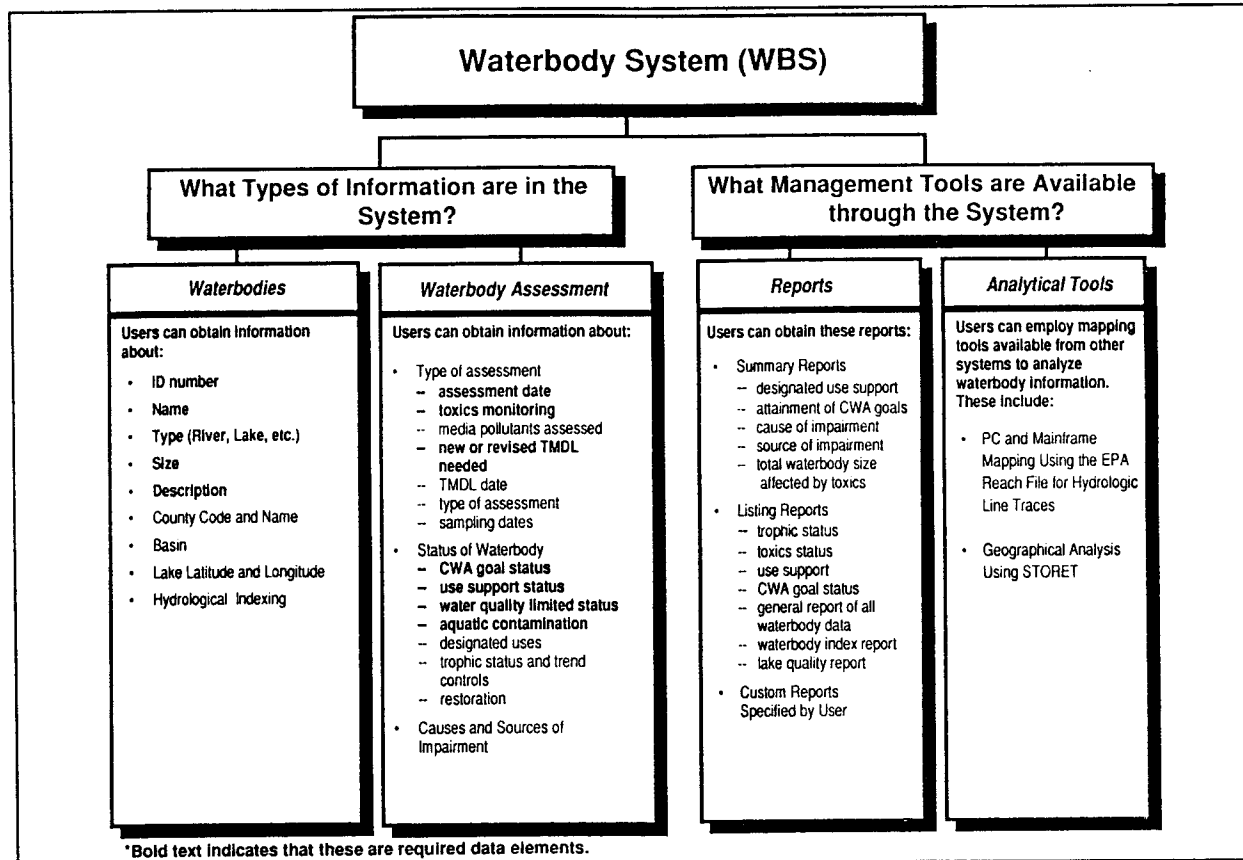 Waterbody System (WBS)
What Types of Information are in the
System?
What Management Tools are Available
through the System?
Waterbodies
Users can obtain information
about:
• ID number
• Name
• Type (River, Lake, etc.)
• Size
• Description
• County Code and Name
• Basin
• Lake Latitude and Longitude
• Hydrological Indexing
Waterbody Assessment
Users can obtain information about:
• Type of assessment
-- assessment date
-- toxics monitoring
-- media pollutants assessed
-- new or revised TMDL
needed
-- TMDL date
-- type of assessment
-- sampling dates
• Status of Waterbody
-- CWA goal status
-- use support status
-- water quality limited status
-- aquatic contamination
-- designated uses
-- trophic status and trend
controls
-- restoration
• Causes and Sources of
Impairment
Reports
Users can obtain these reports:
• Summary Reports
-- designated use support
-- attainment of CWA goals
-- cause of impairment
-- source of impairment
-- total waterbody size
affected by toxics
• Listing Reports
-- trophic status
-- toxics status
-- use support
-- CWA goal status
-- general report of all
waterbody data
-- waterbody index report
-- lake quality report
• Custom Reports
Specified by User
Analytical Tools
Users can employ mapping
tools available from other
systems to analyze
waterbody information.
These include:
• PC and Mainframe
Mapping Using the EPA
Reach File for Hydrologic
Line Traces
• Geographical Analysis
Using STORET
*Bold text indicates that these are required data elements.